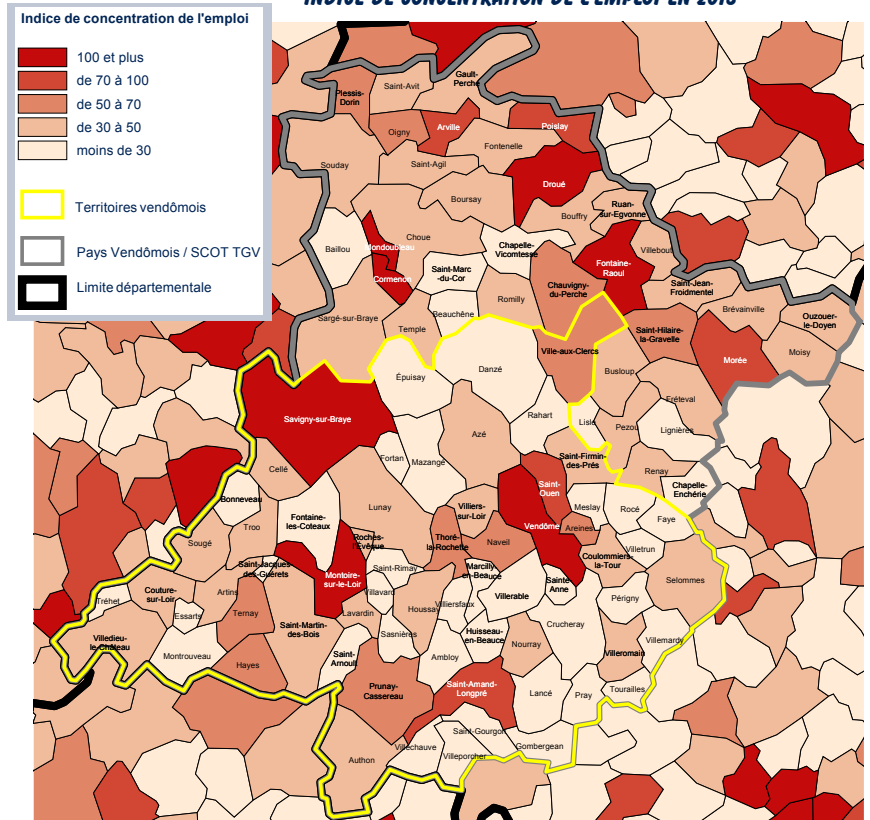 INDICE DE CONCENTRATION DE L'EMPLOI EN 2018
Indice de concentration de l'emploi
100 et plus
de 70 à 100
de 50 à 70
de 30 à 50
moins de 30
Territoires vendômois
Pays Vendômois / SCOT TGV
Limite départementale
Gault-
Perche
Saint-Avit
Plessis-
Dorin
Arville
Poislay
Oigny
Fontenelle
Souday
Saint-Agil
Droué
Boursay
Ruan-
sur-Egvonne
Bouffry
Choue
Baillou
Mondoubleau
Chapelle-
Vicomtesse
Villebout
Saint-Marc
-du-Cor
Fontaine-
Raoul
Cormenon
Saint-Jean-
Froidmentel
Chauvigny-
du-Perche
Romilly
Brévainville
Beauchêne
Sargé-sur-Braye
Ouzouer-
le-Doyen
Temple
Saint-Hilaire-
la-Gravelle
Ville-aux-Clercs
Moisy
Morée
Danzé
Busloup
Épuisay
Fréteval
Savigny-sur-Braye
Rahart
Lisle
Pezou
Lignières
Azé
Fortan
Mazangé
Saint-Firmin-
des-Prés
Cellé
Renay
Saint-
Ouen
Chapelle-
Enchérie
Bonneveau
Lunay
Villiers-
sur-Loir
Meslay
Rocé
Fontaine-
les-Coteaux
Faye
Troo
Vendôme
Areines
Roches-
l'Evêque
Thoré-
la-Rochette
Naveil
Sougé
Villetrun
Coulommiers-
la-Tour
Saint-Jacques-
des-Guérets
Saint-Rimay
Marcilly-
en-Beauce
Montoire-
sur-le-Loir
Selommes
Sainte-
Anne
Villavard
Artins
Couture-
sur-Loir
Villerable
Périgny
Tréhet
Houssay
Villiersfaux
Lavardin
Essarts
Ternay
Saint-Martin-
des-Bois
Crucheray
Sasnières
Huisseau-
en-Beauce
Villedieu-
le-Château
Villemardy
Nourray
Saint-
Arnoult
Villeromain
Montrouveau
Ambloy
Hayes
Prunay-
Cassereau
Saint-Amand-
Longpré
Tourailles
Lancé
Pray
Saint-Gourgon
Villechauve
Gombergean
Villeporcher
Authon